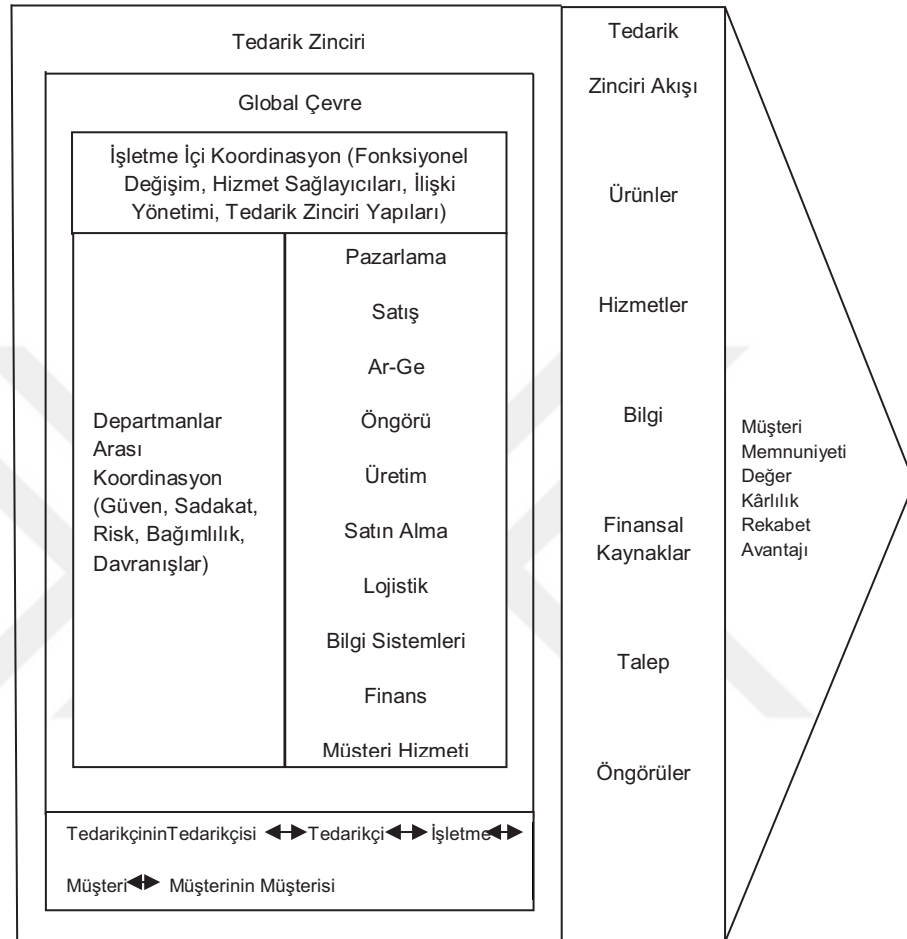 Tedarik Zinciri
Global Çevre
İşletme İçi Koordinasyon (Fonksiyonel
Değişim, Hizmet Sağlayıcıları, İlişki
Yönetimi, Tedarik Zinciri Yapıları)
Departmanlar
Arası
Koordinasyon
(Güven, Sadakat,
Risk, Bağımlılık,
Davranışlar)
Pazarlama
Satış
Ar-Ge
Öngörü
Üretim
Satın Alma
Lojistik
Bilgi Sistemleri
Finans
Müşteri Hizmeti
TedarikçininTedarikçisi Tedarikçi İşletme
Müşteri Müşterinin Müşterisi
Tedarik
Zinciri Akışı
Ürünler
Hizmetler
Bilgi
Finansal
Kaynaklar
Talep
Öngörüler
Müşteri
Memnuniyeti
Değer
Kârlılık
Rekabet
Avantajı